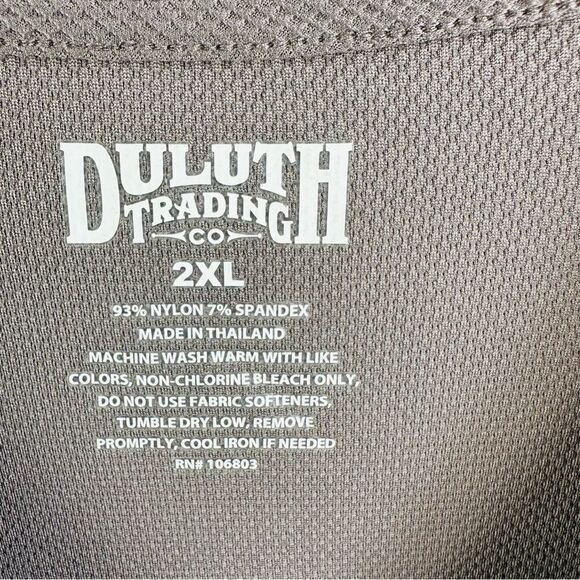 DULUTH
TRADING
CO
2XL
93% NYLON 7% SPANDEX
MADE IN THAILAND
MACHINE WASH WARM WITH LIKE
COLORS, NON-CHLORINE BLEACH ONLY,
DO NOT USE FABRIC SOFTENERS,
TUMBLE DRY LOW, REMOVE
PROMPTLY, COOL IRON IF NEEDED
RN# 106803